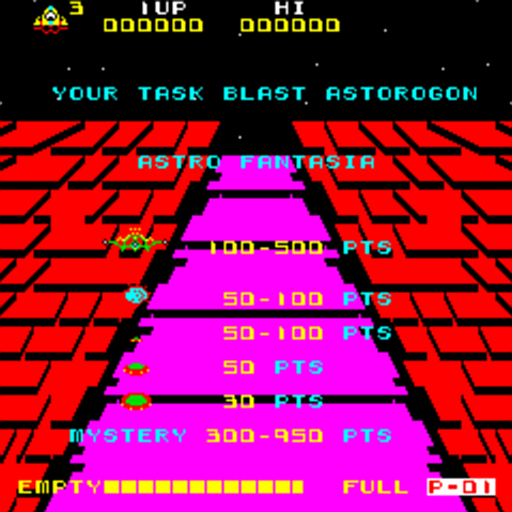 3 1UP HI
000000 000000
YOUR TASK BLAST ASTOROGON
ASTRO FANTASIA
100-500 PTS
50-100 PTS
50-100 PTS
50 PTS
30 PTS
MYSTERY 300-950 PTS
EMPTY FULL P-01